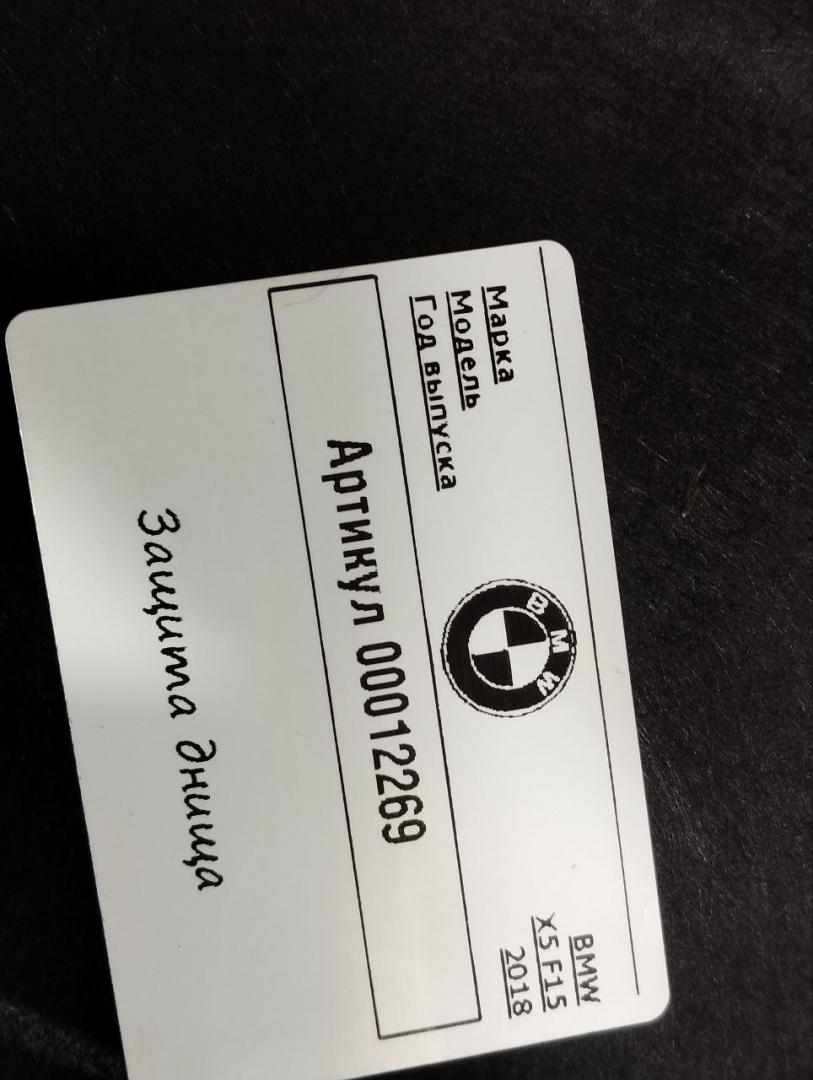 Марка BMW
Модель X5 F15
Год выпуска 2018
BMW
Артикул 00012269
Защита днища